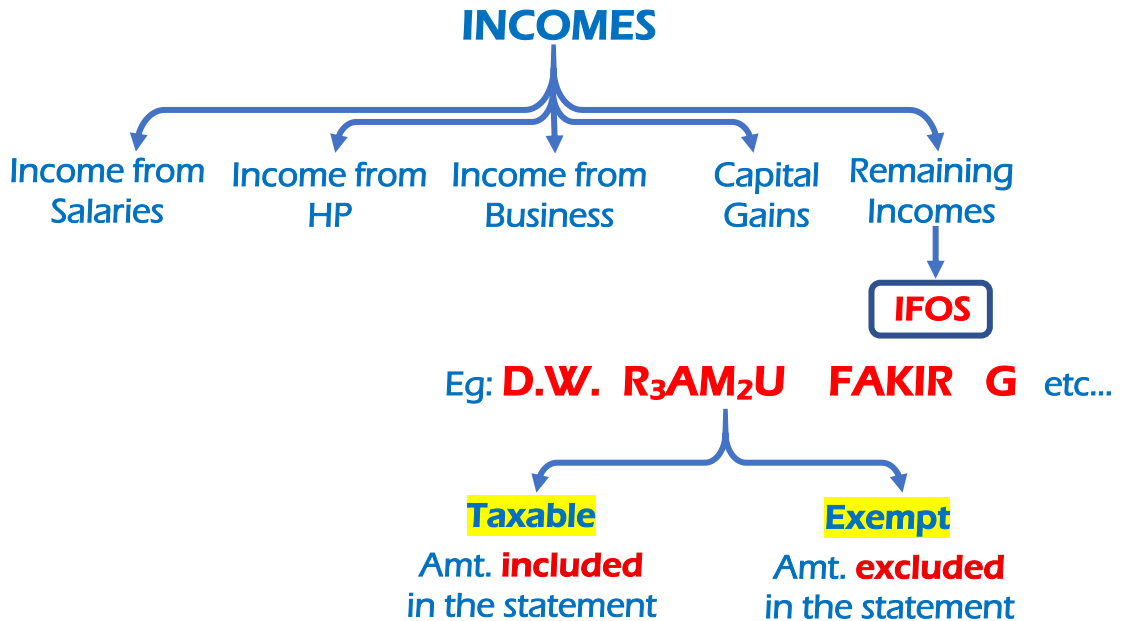 INCOMES
Income from
Salaries
Income from
HP
Income from
Business
Capital
Gains
Remaining
Incomes
IFOS
Eg: D.W. R₃AM₂U FAKIR G etc...
Taxable
Amt. included
in the statement
Exempt
Amt. excluded
in the statement